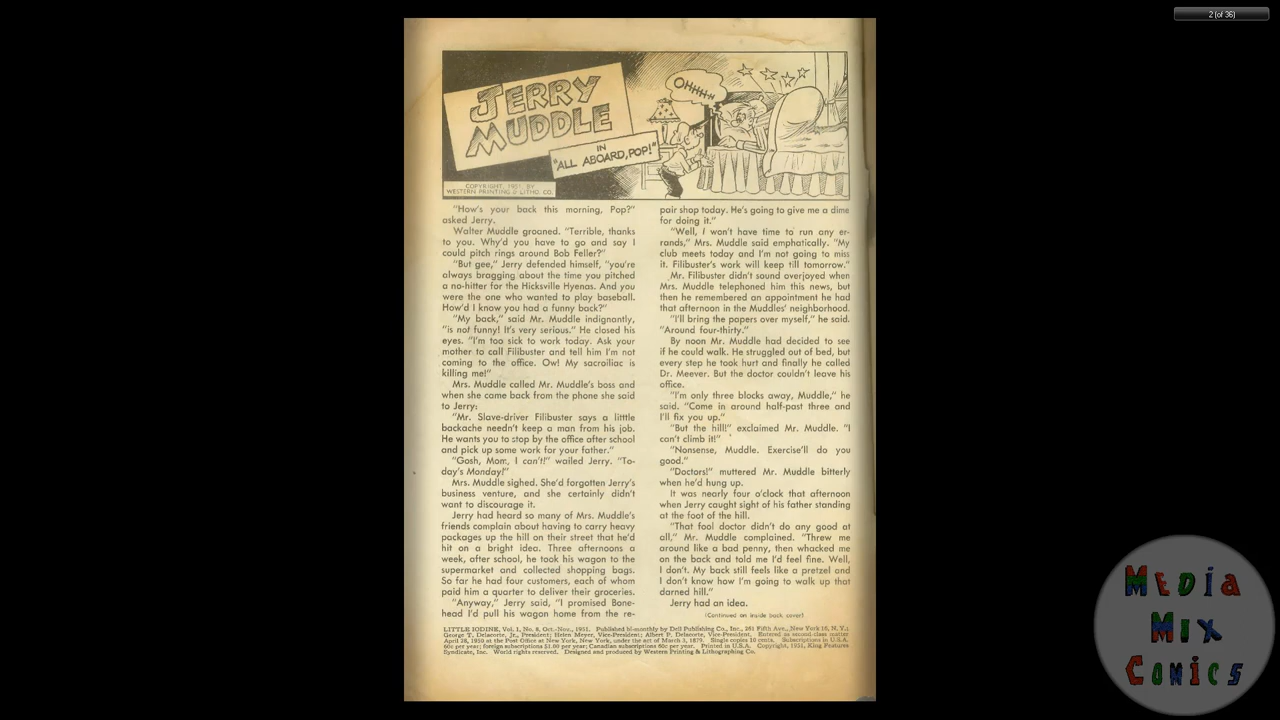 2 (of 36)
JERRY
MUDDLE
IN
"ALL ABOARD, POP!"
OHHHH
COPYRIGHT, 1951, BY
WESTERN PRINTING & LITHO. CO.
"How's your back this morning, Pop?"
asked Jerry.
Walter Muddle groaned. "Terrible, thanks
to you. Why'd you have to go and say I
could pitch rings around Bob Feller?"
"But gee," Jerry defended himself, "you're
always bragging about the time you pitched
a no-hitter for the Hicksville Hyenas. And you
were the one who wanted to play baseball.
How'd I know you had a funny back?"
"My back," said Mr. Muddle indignantly,
"is not funny! It's very serious." He closed his
eyes. "I'm too sick to work today. Ask your
mother to call Filibuster and tell him I'm not
coming to the office. Ow! My sacroiliac is
killing me!"
Mrs. Muddle called Mr. Muddle's boss and
when she came back from the phone she said
to Jerry:
"Mr. Slave-driver Filibuster says a little
backache needn't keep a man from his job.
He wants you to stop by the office after school
and pick up some work for your father."
"Gosh, Mom, I can't!" wailed Jerry. "To-
day's Monday!"
Mrs. Muddle sighed. She'd forgotten Jerry's
business venture, and she certainly didn't
want to discourage it.
Jerry had heard so many of Mrs. Muddle's
friends complain about having to carry heavy
packages up the hill on their street that he'd
hit on a bright idea. Three afternoons a
week, after school, he took his wagon to the
supermarket and collected shopping bags.
So far he had four customers, each of whom
paid him a quarter to deliver their groceries.
"Anyway," Jerry said, "I promised Bone-
head I'd pull his wagon home from the re-
pair shop today. He's going to give me a dime
for doing it."
"Well, I won't have time to run any er-
rands," Mrs. Muddle said emphatically. "My
club meets today and I'm not going to miss
it. Filibuster's work will keep till tomorrow."
Mr. Filibuster didn't sound overjoyed when
Mrs. Muddle telephoned him this news, but
then he remembered an appointment he had
that afternoon in the Muddles' neighborhood.
"I'll bring the papers over myself," he said.
"Around four-thirty."
By noon Mr. Muddle had decided to see
if he could walk. He struggled out of bed, but
every step he took hurt and finally he called
Dr. Meever. But the doctor couldn't leave his
office.
"I'm only three blocks away, Muddle," he
said. "Come in around half-past three and
I'll fix you up."
"But the hill!" exclaimed Mr. Muddle. "I
can't climb it!"
"Nonsense, Muddle. Exercise'll do you
good."
"Doctors!" muttered Mr. Muddle bitterly
when he'd hung up.
It was nearly four o'clock that afternoon
when Jerry caught sight of his father standing
at the foot of the hill.
"That fool doctor didn't do any good at
all," Mr. Muddle complained. "Threw me
around like a bad penny, then whacked me
on the back and told me I'd feel fine. Well,
I don't. My back still feels like a pretzel and
I don't know how I'm going to walk up that
darned hill."
Jerry had an idea.
(Continued on inside back cover)
LITTLE IODINE, Vol. 1, No. 8, Oct.-Nov., 1951. Published bi-monthly by Dell Publishing Co., Inc., 261 Fifth Ave., New York 16, N. Y.;
George T. Delacorte, Jr., President; Helen Meyer, Vice-President; Albert P. Delacorte, Vice-President. Entered as second-class matter
April 28, 1950 at the Post Office at New York, New York, under the act of March 3, 1879. Single copies 10 cents. Subscriptions in U.S.A.
60c per year; foreign subscriptions $1.00 per year; Canadian subscriptions 60c per year. Printed in U.S.A. Copyright, 1951, King Features
Syndicate, Inc. World rights reserved. Designed and produced by Western Printing & Lithographing Co.
MEDIA
MIX
COMICS